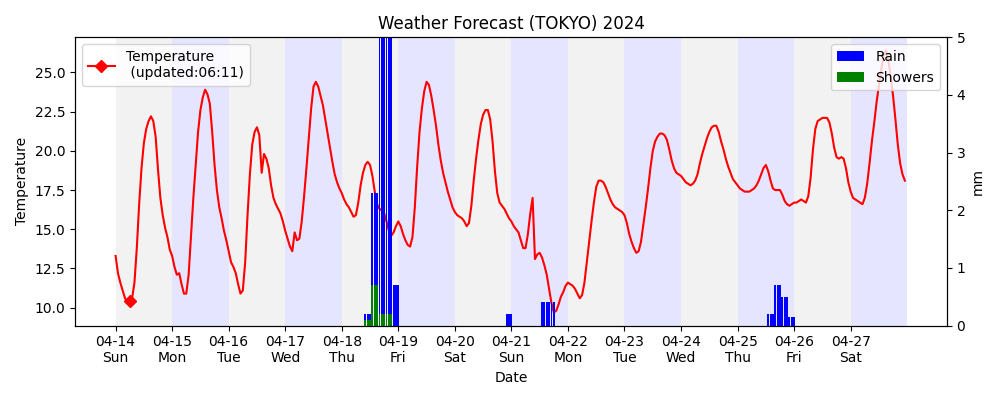 Weather Forecast (TOKYO) 2024
Temperature
(updated:06:11)
Rain
Showers
Temperature
25.0
22.5
20.0
17.5
15.0
12.5
10.0
5
4
3
2
1
0
mm
04-14 04-15 04-16 04-17 04-18 04-19 04-20 04-21 04-22 04-23 04-24 04-25 04-26 04-27
Sun Mon Tue Wed Thu Fri Sat Sun Mon Tue Wed Thu Fri Sat
Date